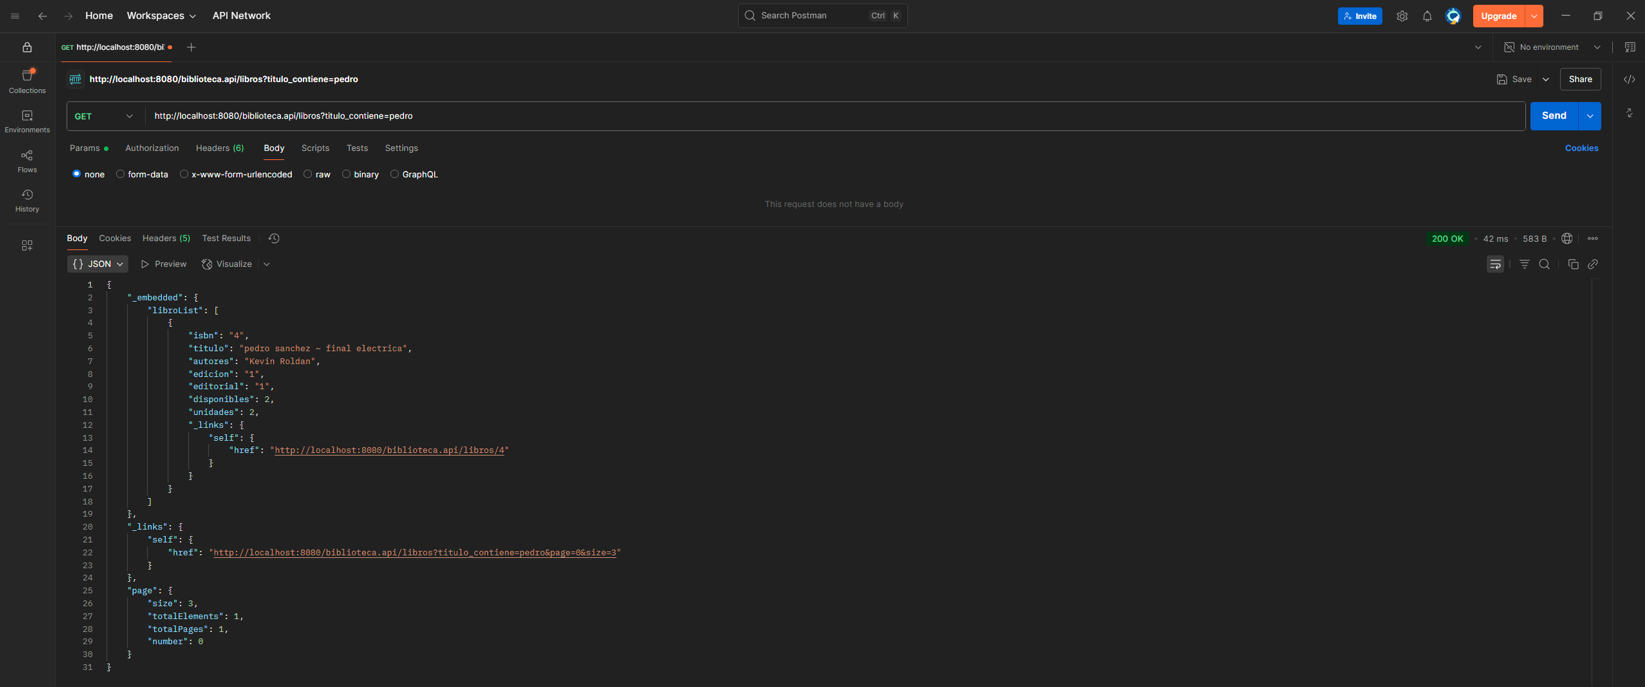 Home Workspaces API Network Search Postman Ctrl K Invite Upgrade
GET http://localhost:8080/bi No environment
Collections
Environments
Flows
History
HTTP http://localhost:8080/biblioteca.api/libros?titulo_contiene=pedro Save Share
GET http://localhost:8080/biblioteca.api/libros?titulo_contiene=pedro Send
Params Authorization Headers (6) Body Scripts Tests Settings Cookies
none form-data x-www-form-urlencoded raw binary GraphQL
This request does not have a body
Body Cookies Headers (5) Test Results 200 OK • 42 ms • 583 B
{ } JSON Preview Visualize
1 {
2 "_embedded": {
3 "libroList": [
4 {
5 "isbn": "4",
6 "titulo": "pedro sanchez ~ final electrica",
7 "autores": "Kevin Roldan",
8 "edicion": "1",
9 "editorial": "1",
10 "disponibles": 2,
11 "unidades": 2,
12 "_links": {
13 "self": {
14 "href": "http://localhost:8080/biblioteca.api/libros/4"
15 }
16 }
17 }
18 ]
19 },
20 "_links": {
21 "self": {
22 "href": "http://localhost:8080/biblioteca.api/libros?titulo_contiene=pedro&page=0&size=3"
23 }
24 },
25 "page": {
26 "size": 3,
27 "totalElements": 1,
28 "totalPages": 1,
29 "number": 0
30 }
31 }